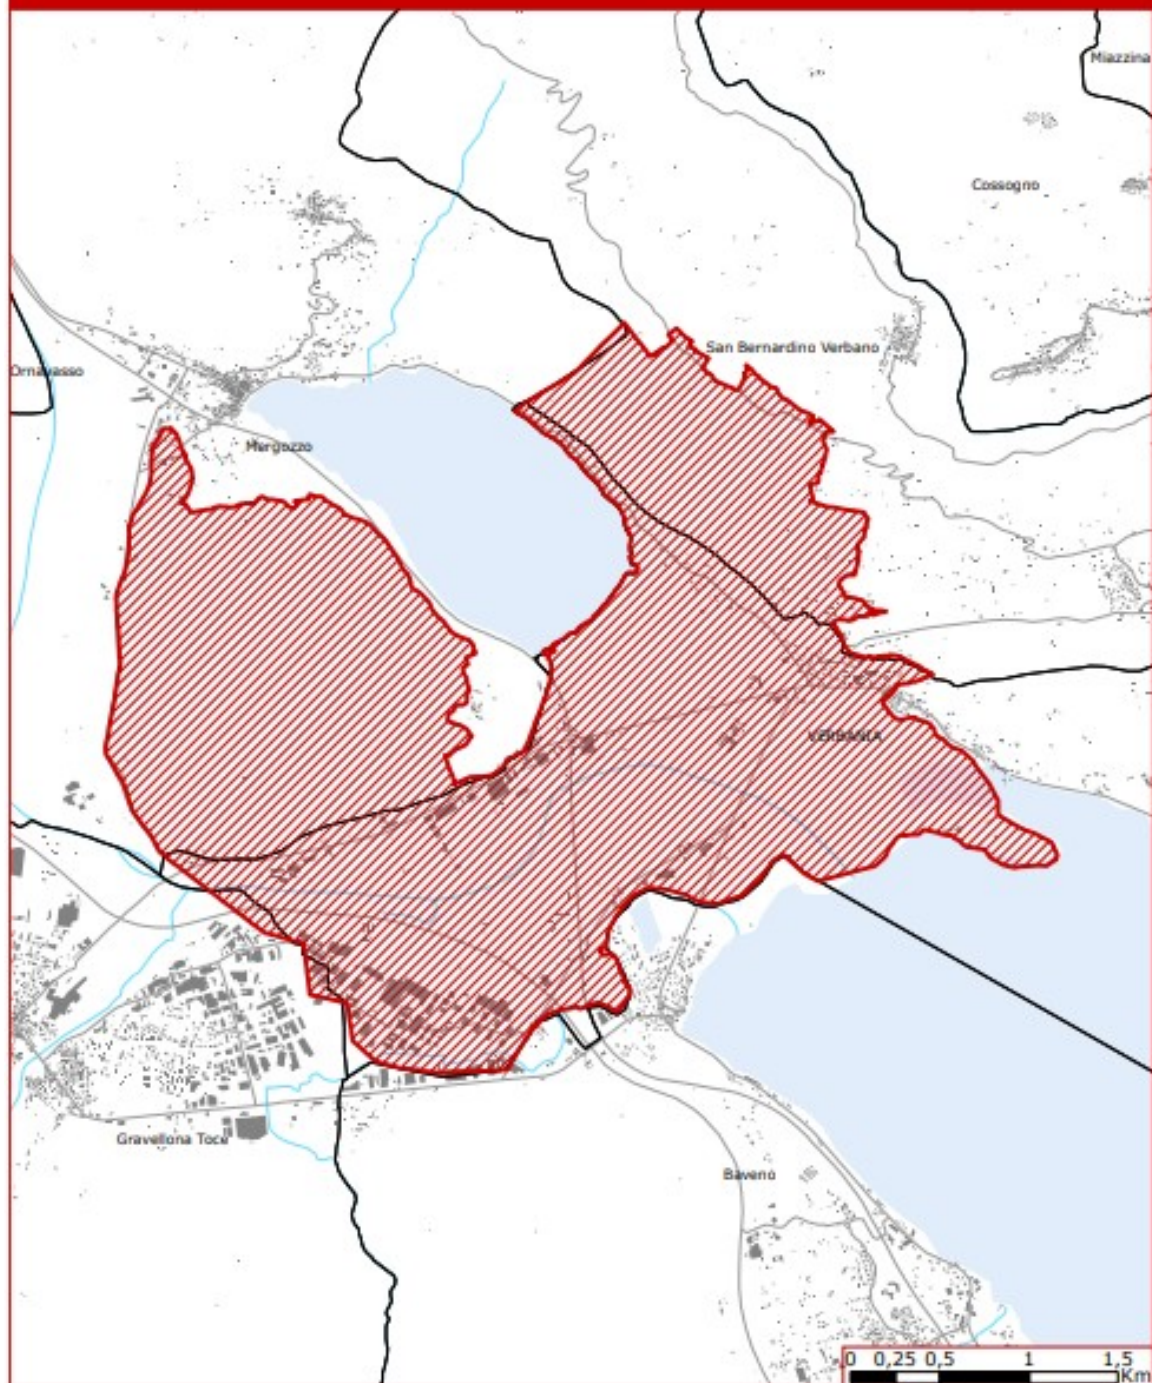 Miazzina
Cossogno
San Bernardino Verbano
Ornavasso
Mergozzo
VERBANIA
Gravellona Toce
Baveno
0 0,25 0,5 1 1,5
Km